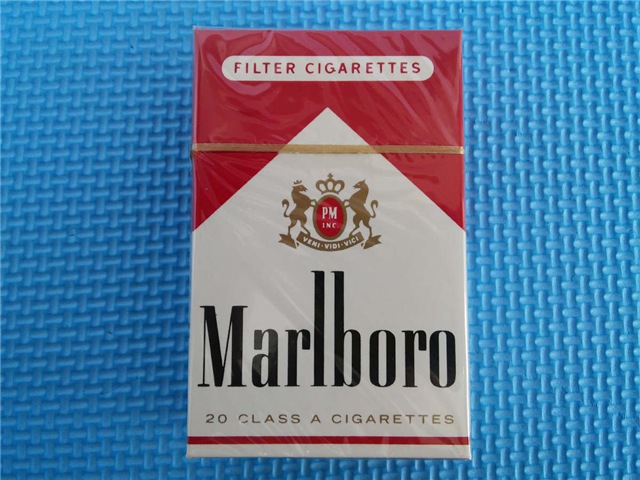 FILTER CIGARETTES
PM
INC
VENI·VIDI·VICI
Marlboro
20 CLASS A CIGARETTES